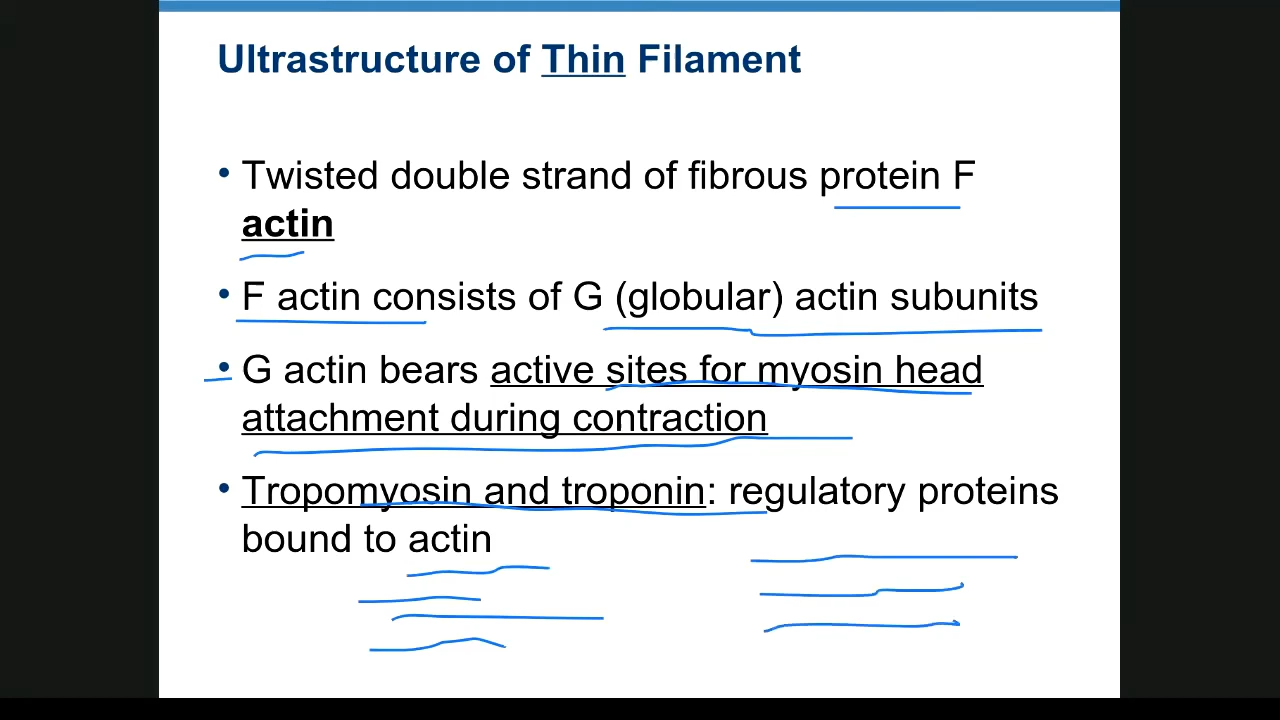 Ultrastructure of Thin Filament
• Twisted double strand of fibrous protein F
actin
• F actin consists of G (globular) actin subunits
• G actin bears active sites for myosin head
attachment during contraction
• Tropomyosin and troponin: regulatory proteins
bound to actin